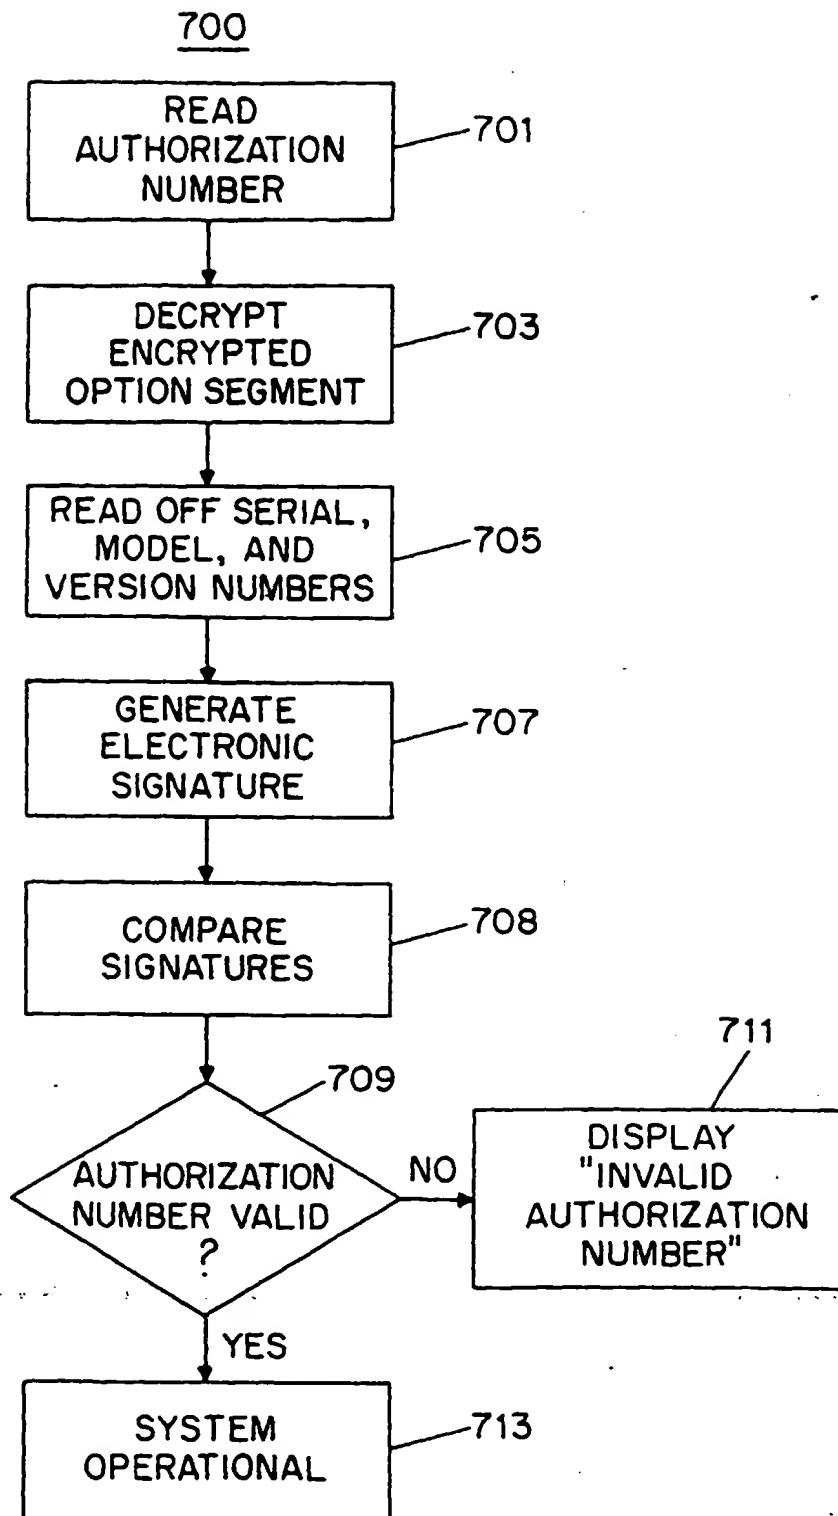 700
READ
AUTHORIZATION
NUMBER
701
DECRYPT
ENCRYPTED
OPTION SEGMENT
703
READ OFF SERIAL,
MODEL, AND
VERSION NUMBERS
705
GENERATE
ELECTRONIC
SIGNATURE
707
COMPARE
SIGNATURES
708
709
AUTHORIZATION
NUMBER VALID
?
NO
711
DISPLAY
"INVALID
AUTHORIZATION
NUMBER"
YES
SYSTEM
OPERATIONAL
713